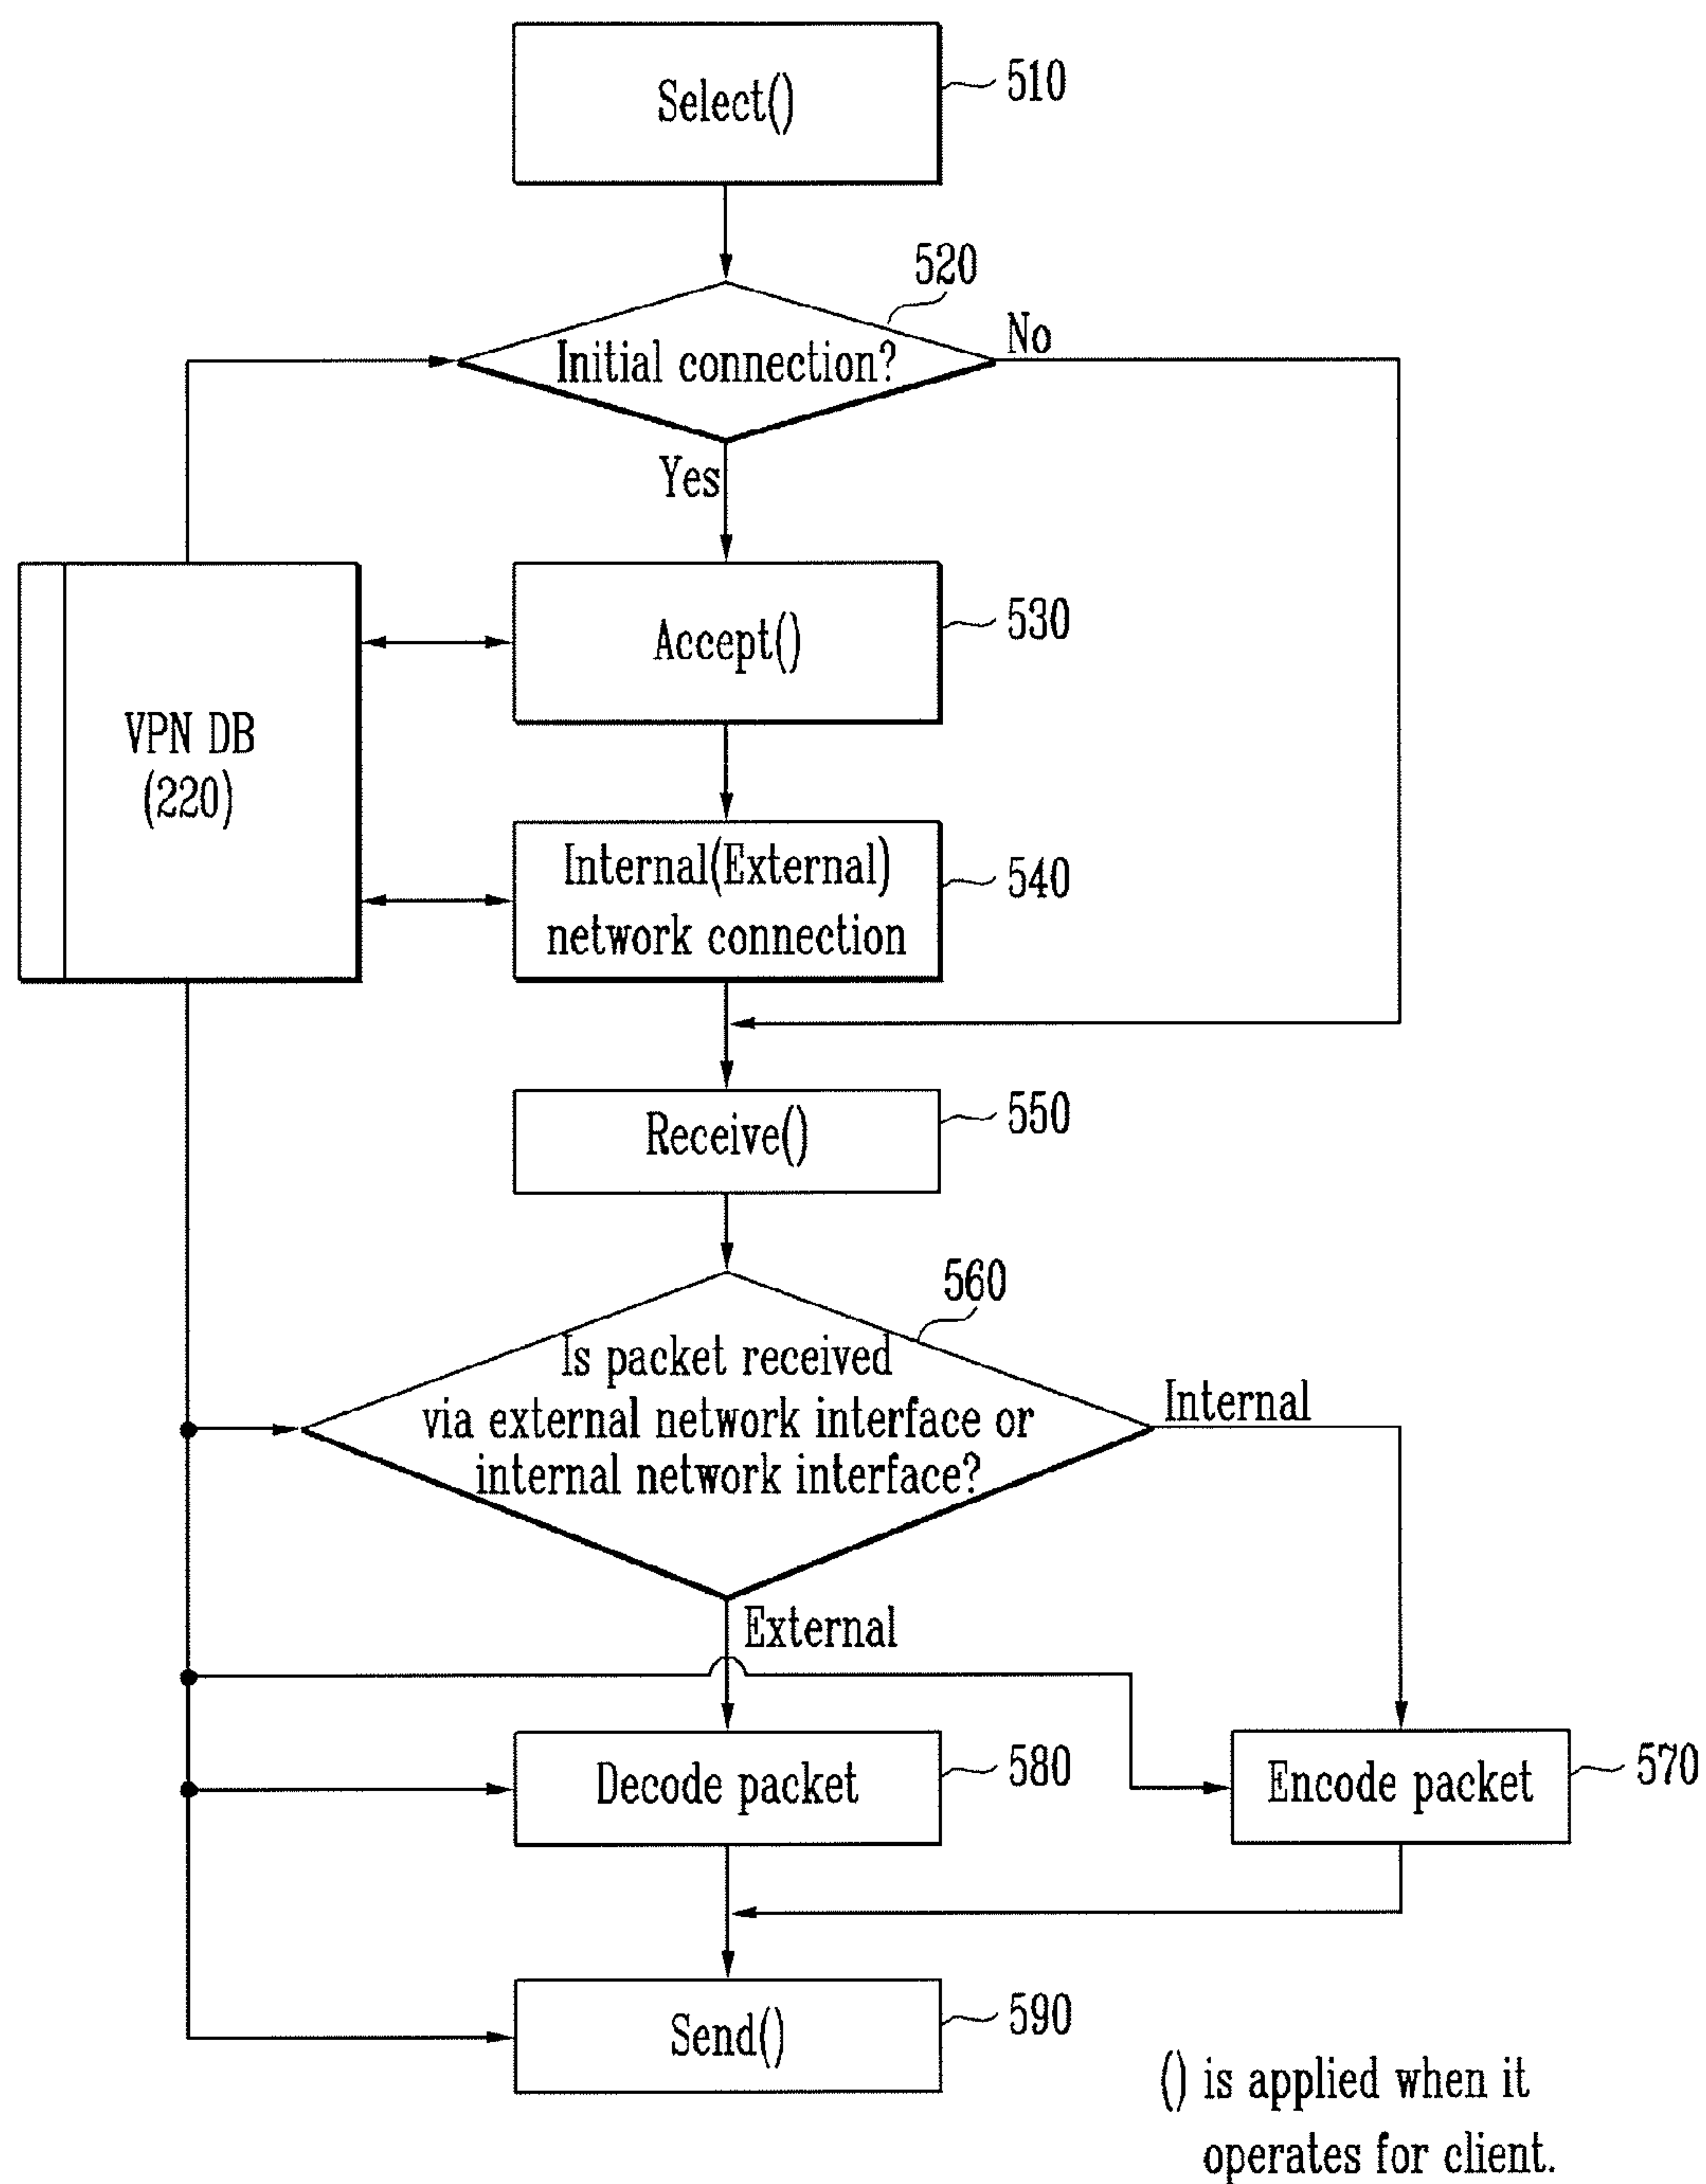 Select()
510
520
Initial connection?
No
Yes
VPN DB
(220)
Accept()
530
Internal(External)
network connection
540
Receive()
550
560
Is packet received
via external network interface or
internal network interface?
Internal
External
Decode packet
580
Encode packet
570
Send()
590
() is applied when it
operates for client.